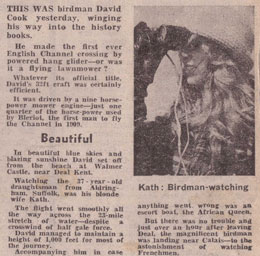 THIS WAS birdman David
Cook yesterday, winging
his way into the history
books.
He made the first ever
English Channel crossing by
powered hang glider—or was
it a flying lawnmower?
Whatever its official title,
David's 32ft craft was certainly
efficient.
It was driven by a nine horse-
power mower engine—just one
quarter of the horse-power used
by Bleriot, the first man to fly
the Channel in 1909.
Beautiful
In beautiful blue skies and
blazing sunshine David set off
from the beach at Walmer
Castle, near Deal Kent.
Watching the 37-year-old
draughtsman from Aldring-
ham, Suffolk, was his blonde
wife Kath.
The flight went smoothly all
the way across the 23-mile
stretch of water—despite a
crosswind of half gale force.
David managed to maintain a
height of 1,000 feet for most of
the journey.
Accompanying him in case
Kath: Birdman-watching
anything went wrong was an
escort boat, the African Queen.
But there was no trouble and
just over an hour after leaving
Deal, the magnificent birdman
was landing near Calais—to the
astonishment of watching
Frenchmen.